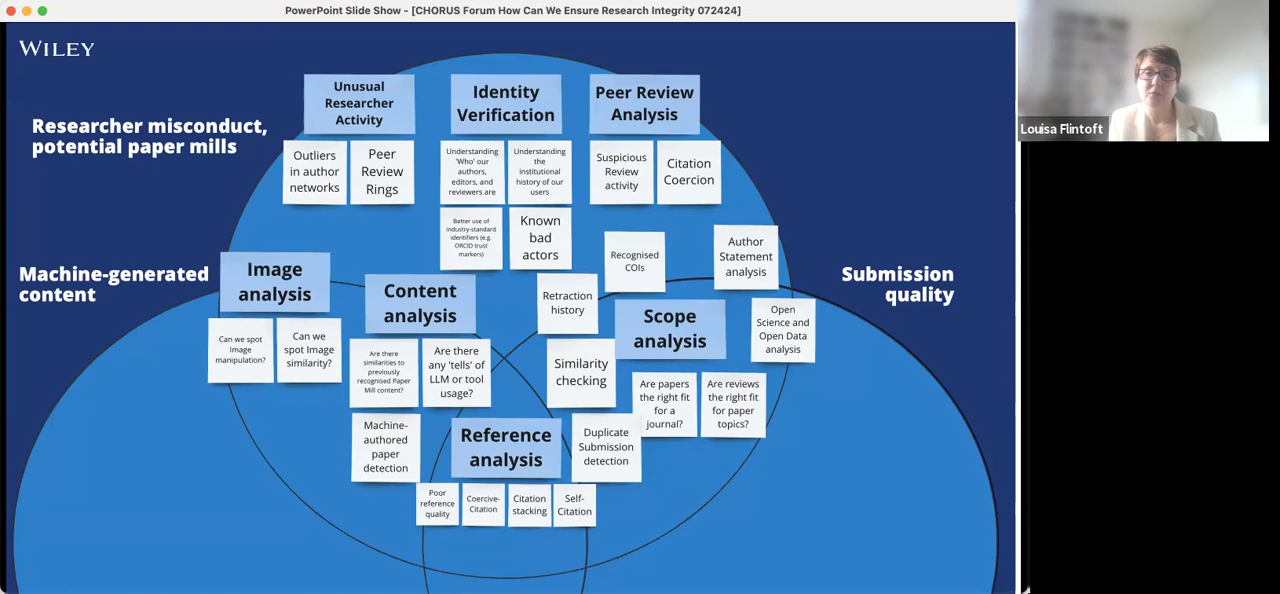 PowerPoint Slide Show - [CHORUS Forum How Can We Ensure Research Integrity 072424]
WILEY
Louisa Flintoft
Researcher misconduct,
potential paper mills
Unusual
Researcher
Activity
Identity
Verification
Peer Review
Analysis
Outliers
in author
networks
Peer
Review
Rings
Understanding
'Who' our
authors,
editors, and
reviewers are
Understanding
the
institutional
history of our
users
Suspicious
Review
activity
Citation
Coercion
Better use of
industry-standard
identifiers (e.g.
ORCID trust
markers)
Known
bad
actors
Recognised
COIs
Author
Statement
analysis
Machine-generated
content
Submission
quality
Image
analysis
Content
analysis
Retraction
history
Scope
analysis
Open
Science and
Open Data
analysis
Can we spot
Image
manipulation?
Can we
spot Image
similarity?
Are there
similarities to
previously
recognised Paper
Mill content?
Are there
any 'tells' of
LLM or tool
usage?
Similarity
checking
Are papers
the right fit
for a
journal?
Are reviews
the right fit
for paper
topics?
Machine-
authored
paper
detection
Reference
analysis
Duplicate
Submission
detection
Poor
reference
quality
Coercive-
Citation
Citation
stacking
Self-
Citation